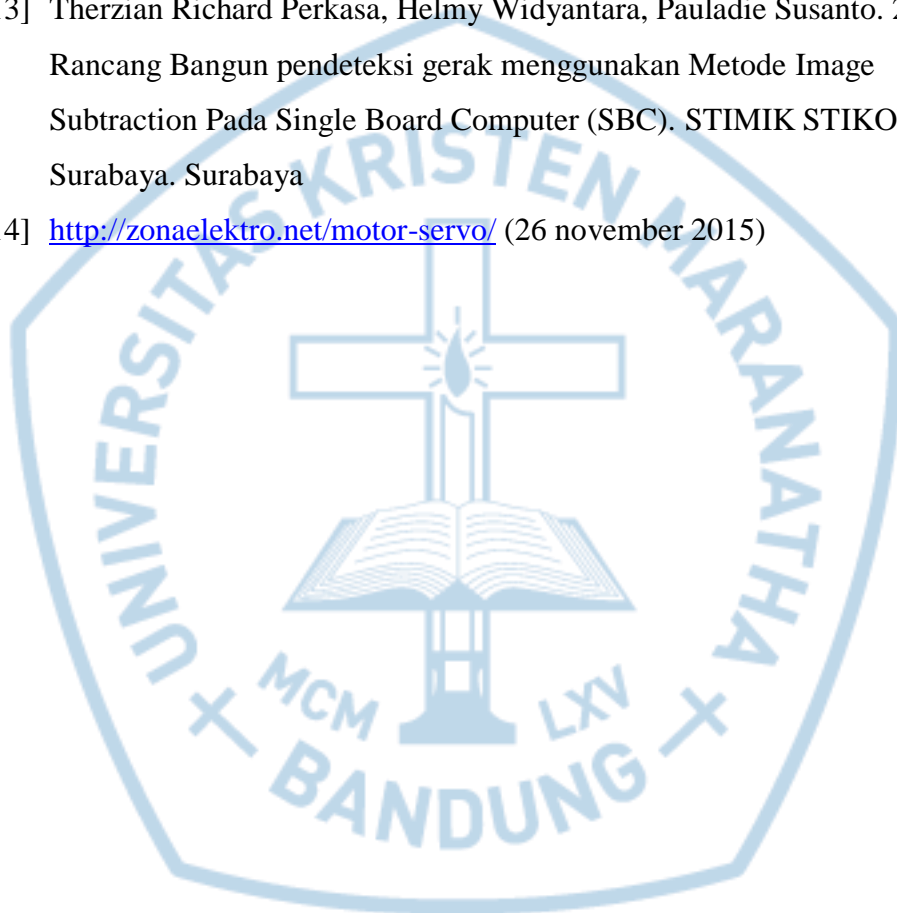 3] Therzian Richard Perkasa, Helmy Widyantara, Pauladie Susanto. 2
Rancang Bangun pendeteksi gerak menggunakan Metode Image
Subtraction Pada Single Board Computer (SBC). STIMIK STIKO
Surabaya. Surabaya
4] http://zonaelektro.net/motor-servo/ (26 november 2015)
UNIVERSITAS KRISTEN MARANATHA
MCM LXV
BANDUNG